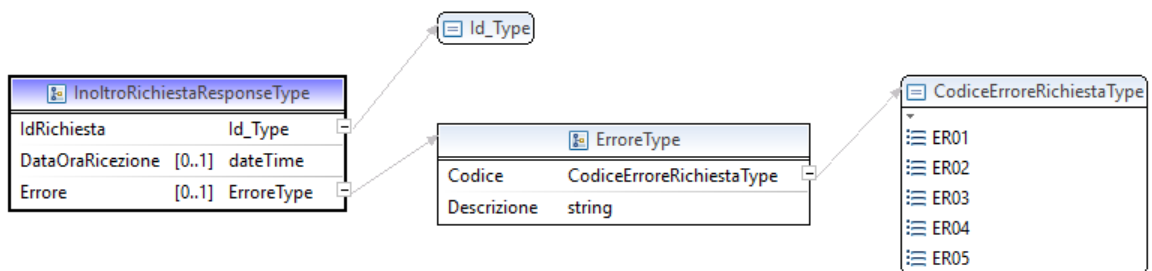 Id_Type
InoltroRichiestaResponseType
IdRichiesta Id_Type
DataOraRicezione [0..1] dateTime
Errore [0..1] ErroreType
ErroreType
Codice CodiceErroreRichiestaType
Descrizione string
CodiceErroreRichiestaType
ER01
ER02
ER03
ER04
ER05